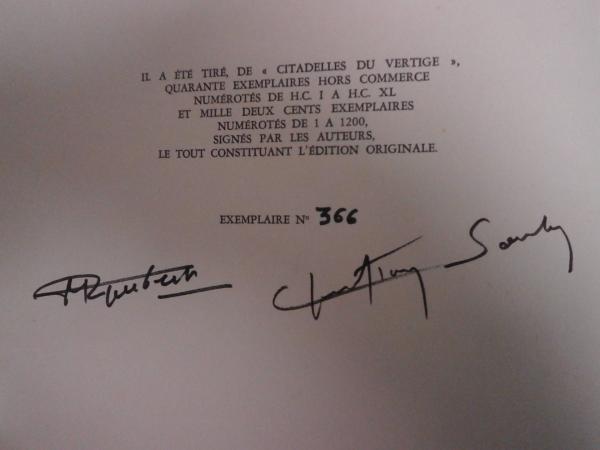 IL A ÉTÉ TIRÉ, DE « CITADELLES DU VERTIGE »,
QUARANTE EXEMPLAIRES HORS COMMERCE
NUMÉROTÉS DE H.C. I A H.C. XL
ET MILLE DEUX CENTS EXEMPLAIRES
NUMÉROTÉS DE 1 A 1200,
SIGNÉS PAR LES AUTEURS,
LE TOUT CONSTITUANT L'ÉDITION ORIGINALE.
EXEMPLAIRE N° 366